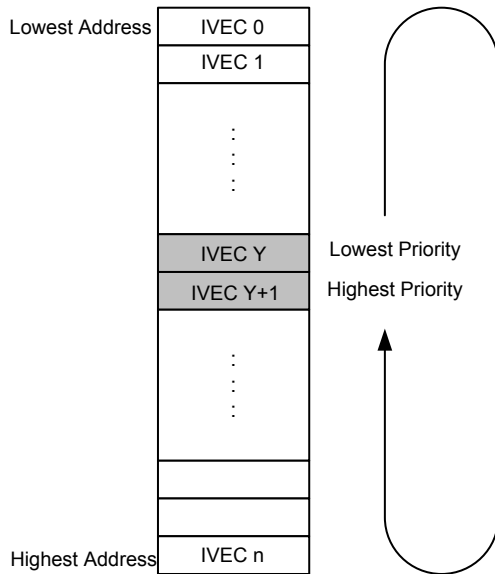 Lowest Address IVEC 0
IVEC 1
.
.
.
IVEC Y Lowest Priority
IVEC Y+1 Highest Priority
.
.
.
Highest Address IVEC n